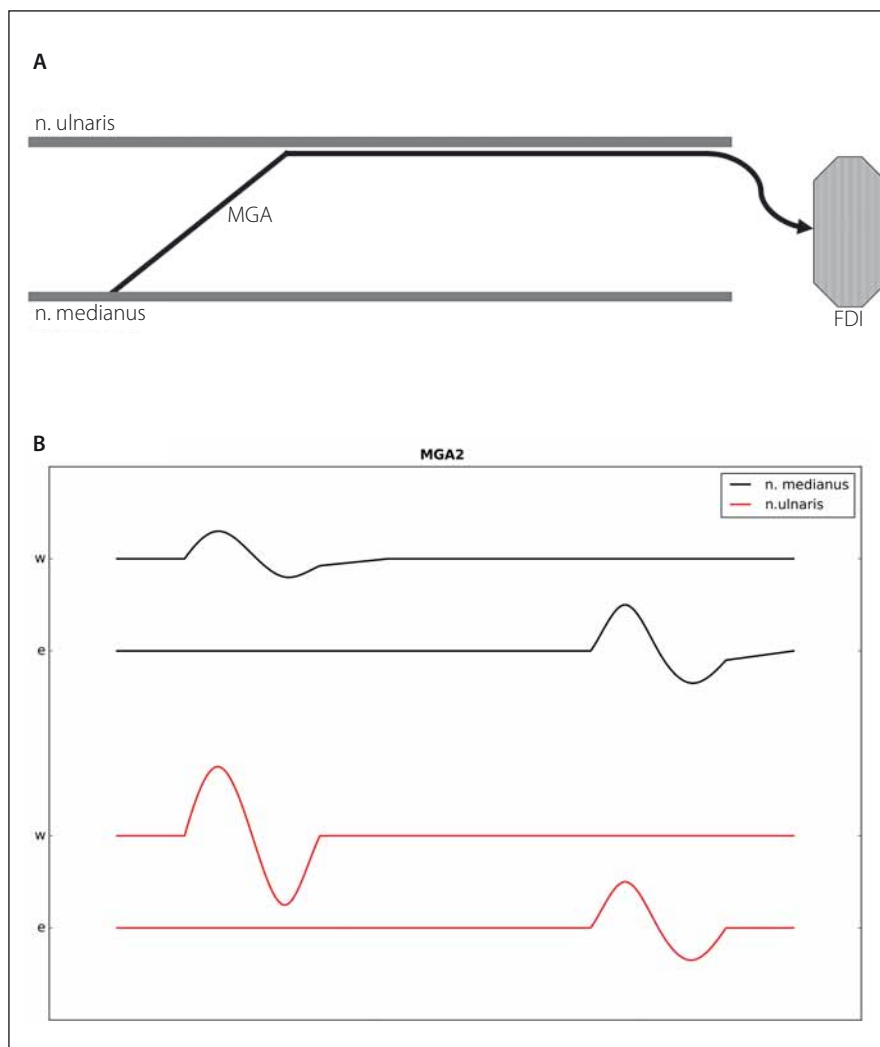 A
n. ulnaris
MGA
n. medianus
FDI
B
MGA2
n. medianus
n.ulnaris
w
e
w
e